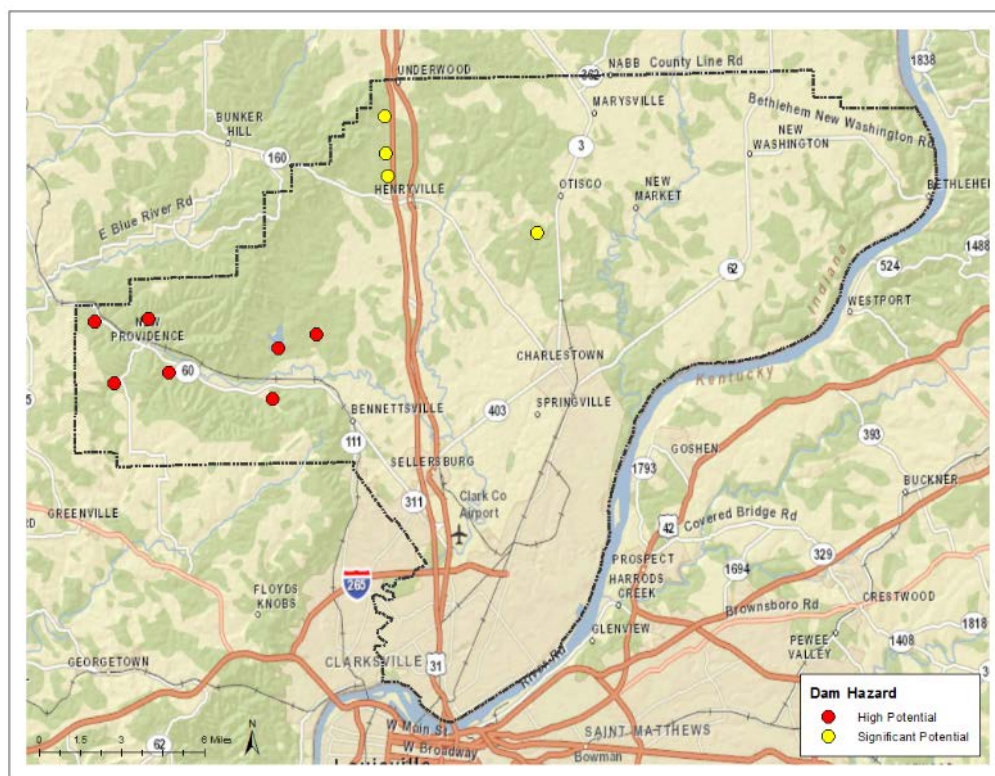 1838
UNDERWOOD
362
NABB
County Line Rd
MARYSVILLE
BUNKER
HILL
Bethlehem New Washington Rd
NEW
WASHINGTON
3
160
HENRYVILLE
OTISCO
NEW
MARKET
BETHLEHEM
E Blue River Rd
1488
62
524
Indiana
WESTPORT
NEW
PROVIDENCE
CHARLESTOWN
Kentucky
60
403
SPRINGVILLE
BENNETTSVILLE
111
393
GOSHEN
SELLERSBURG
1793
BUCKNER
311
Clark Co
Airport
GREENVILLE
42
Covered Bridge Rd
329
PROSPECT
1694
265
HARRODS
CREEK
CRESTWOOD
FLOYDS
KNOBS
Brownsboro Rd
1818
GLENVIEW
PEWEE
VALLEY
1408
GEORGETOWN
CLARKSVILLE
31
River Rd
3
Dam Hazard
High Potential
Significant Potential
N
0 1.5 3 6 Miles
62
W Main St
W Broadway
SAINT MATTHEWS
Bowman
Louisville